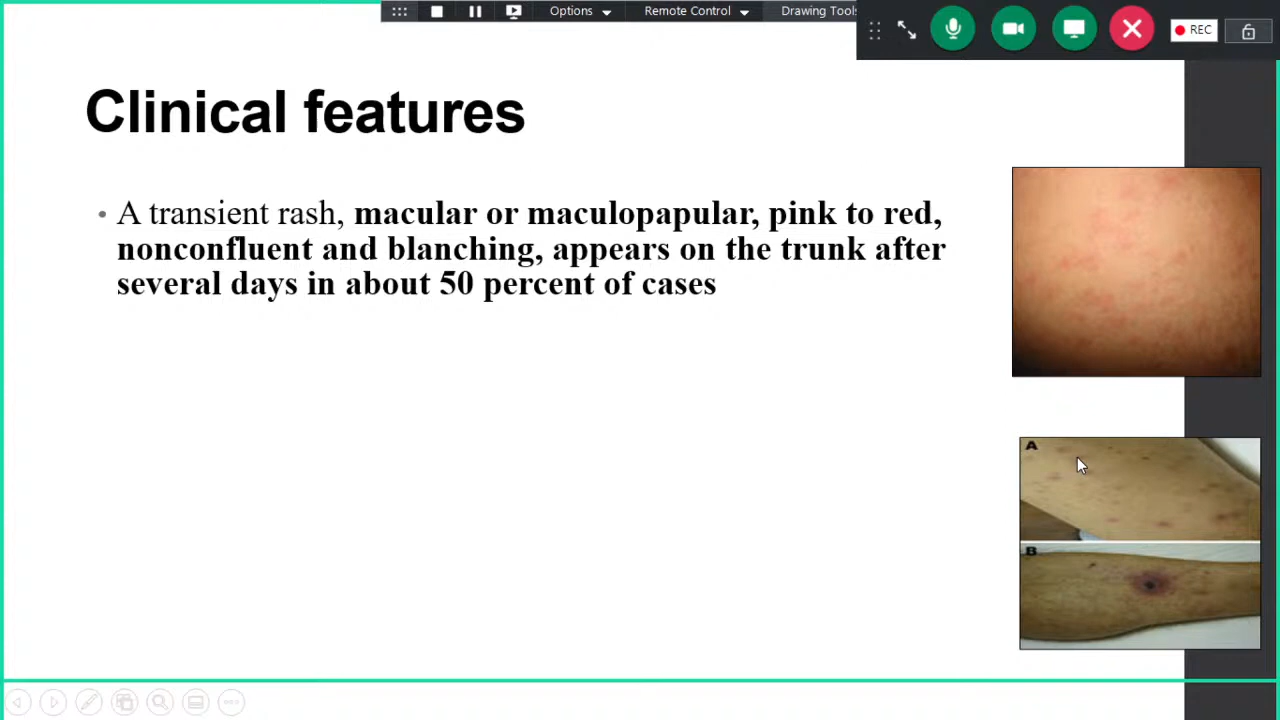 Options
Remote Control
Drawing Tools
REC
Clinical features
• A transient rash, macular or maculopapular, pink to red,
nonconfluent and blanching, appears on the trunk after
several days in about 50 percent of cases
A
B